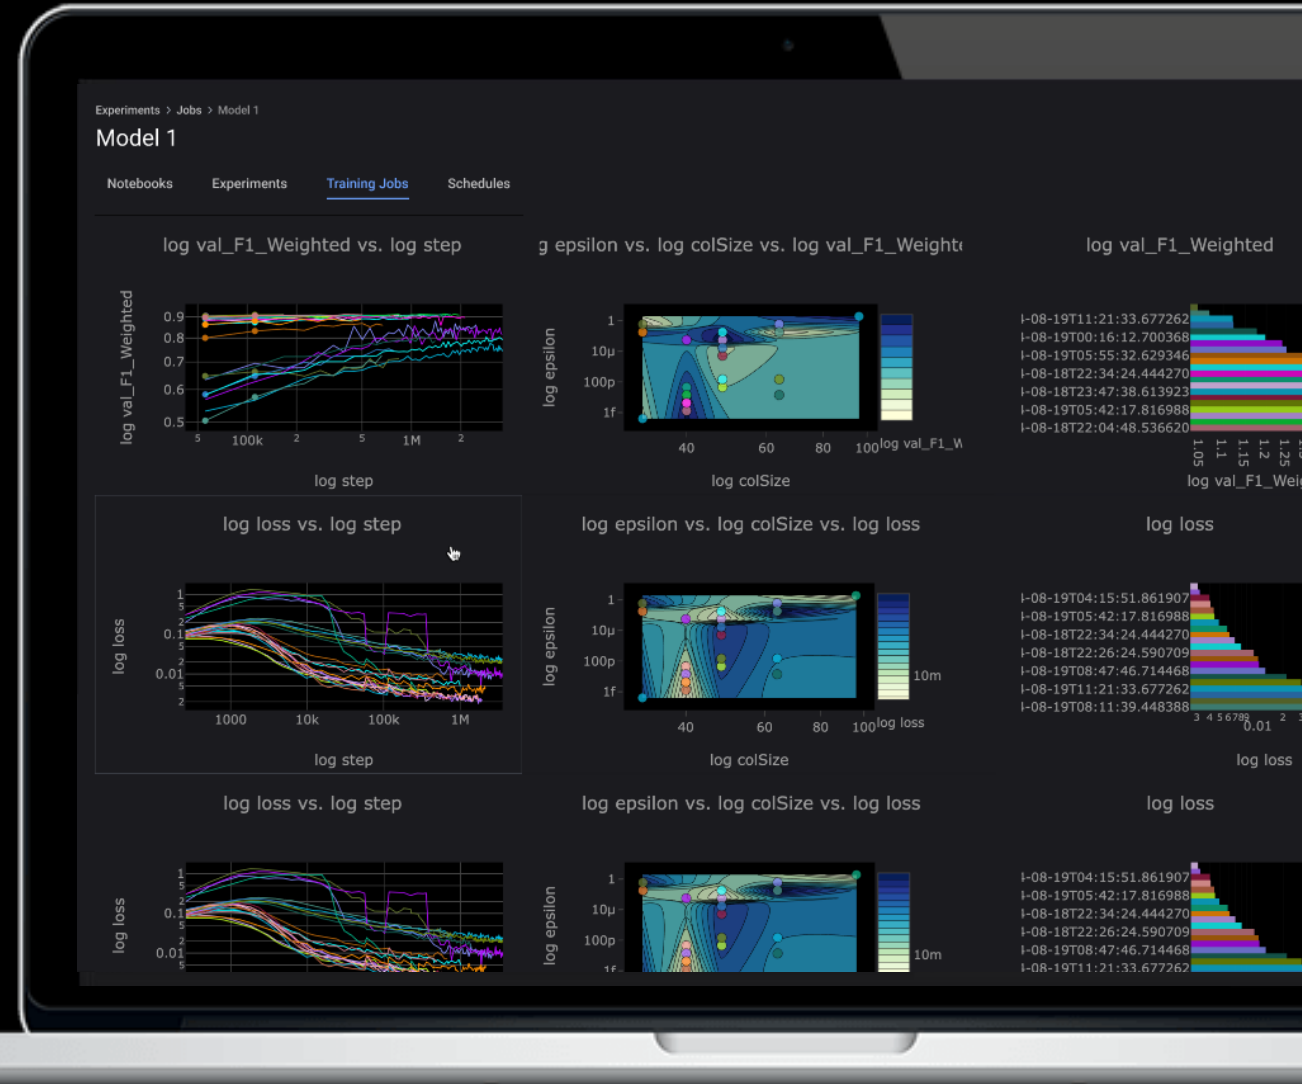 Experiments > Jobs > Model 1
Model 1
Notebooks Experiments Training Jobs Schedules
log val_F1_Weighted vs. log step
log val_F1_Weighted
0.9
0.8
0.7
0.6
0.5
5 100k 2 5 1M 2
log step
g epsilon vs. log colSize vs. log val_F1_Weighte
log epsilon
1
10μ
100p
1f
40 60 80 100
log val_F1_W
log colSize
log val_F1_Weighted
-08-19T11:21:33.677262
-08-19T00:16:12.700368
-08-19T05:55:32.629346
-08-18T22:34:24.444270
-08-18T23:47:38.613923
-08-19T05:42:17.816988
-08-18T22:04:48.536620
1.05 1.1 1.15 1.2 1.25
log val_F1_Weig
log loss vs. log step
log loss
1
5
2
0.1
5
2
0.01
5
2
1000 10k 100k 1M
log step
log epsilon vs. log colSize vs. log loss
log epsilon
1
10μ
100p
1f
10m
40 60 80 100
log loss
log colSize
log loss
-08-19T04:15:51.861907
-08-19T05:42:17.816988
-08-18T22:34:24.444270
-08-18T22:26:24.590709
-08-19T08:47:46.714468
-08-19T11:21:33.677262
-08-19T08:11:39.448388
3 4 5 6 7 8 9 0.01 2
log loss
log loss vs. log step
log loss
1
5
2
0.1
5
2
0.01
5
log epsilon vs. log colSize vs. log loss
log epsilon
1
10μ
100p
1f
10m
log loss
-08-19T04:15:51.861907
-08-19T05:42:17.816988
-08-18T22:34:24.444270
-08-18T22:26:24.590709
-08-19T08:47:46.714468
-08-19T11:21:33.677262